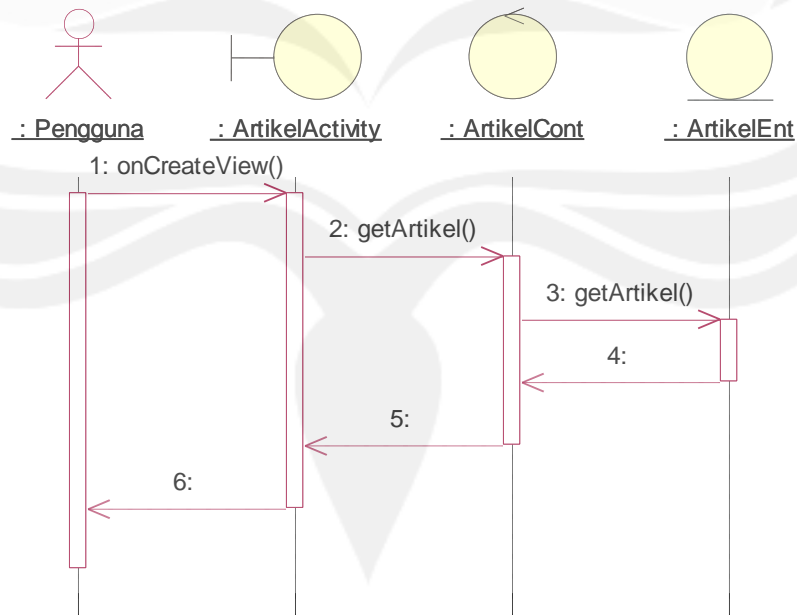 : Pengguna
: ArtikelActivity
: ArtikelCont
: ArtikelEnt
1: onCreateView()
2: getArtikel()
3: getArtikel()
4:
5:
6: